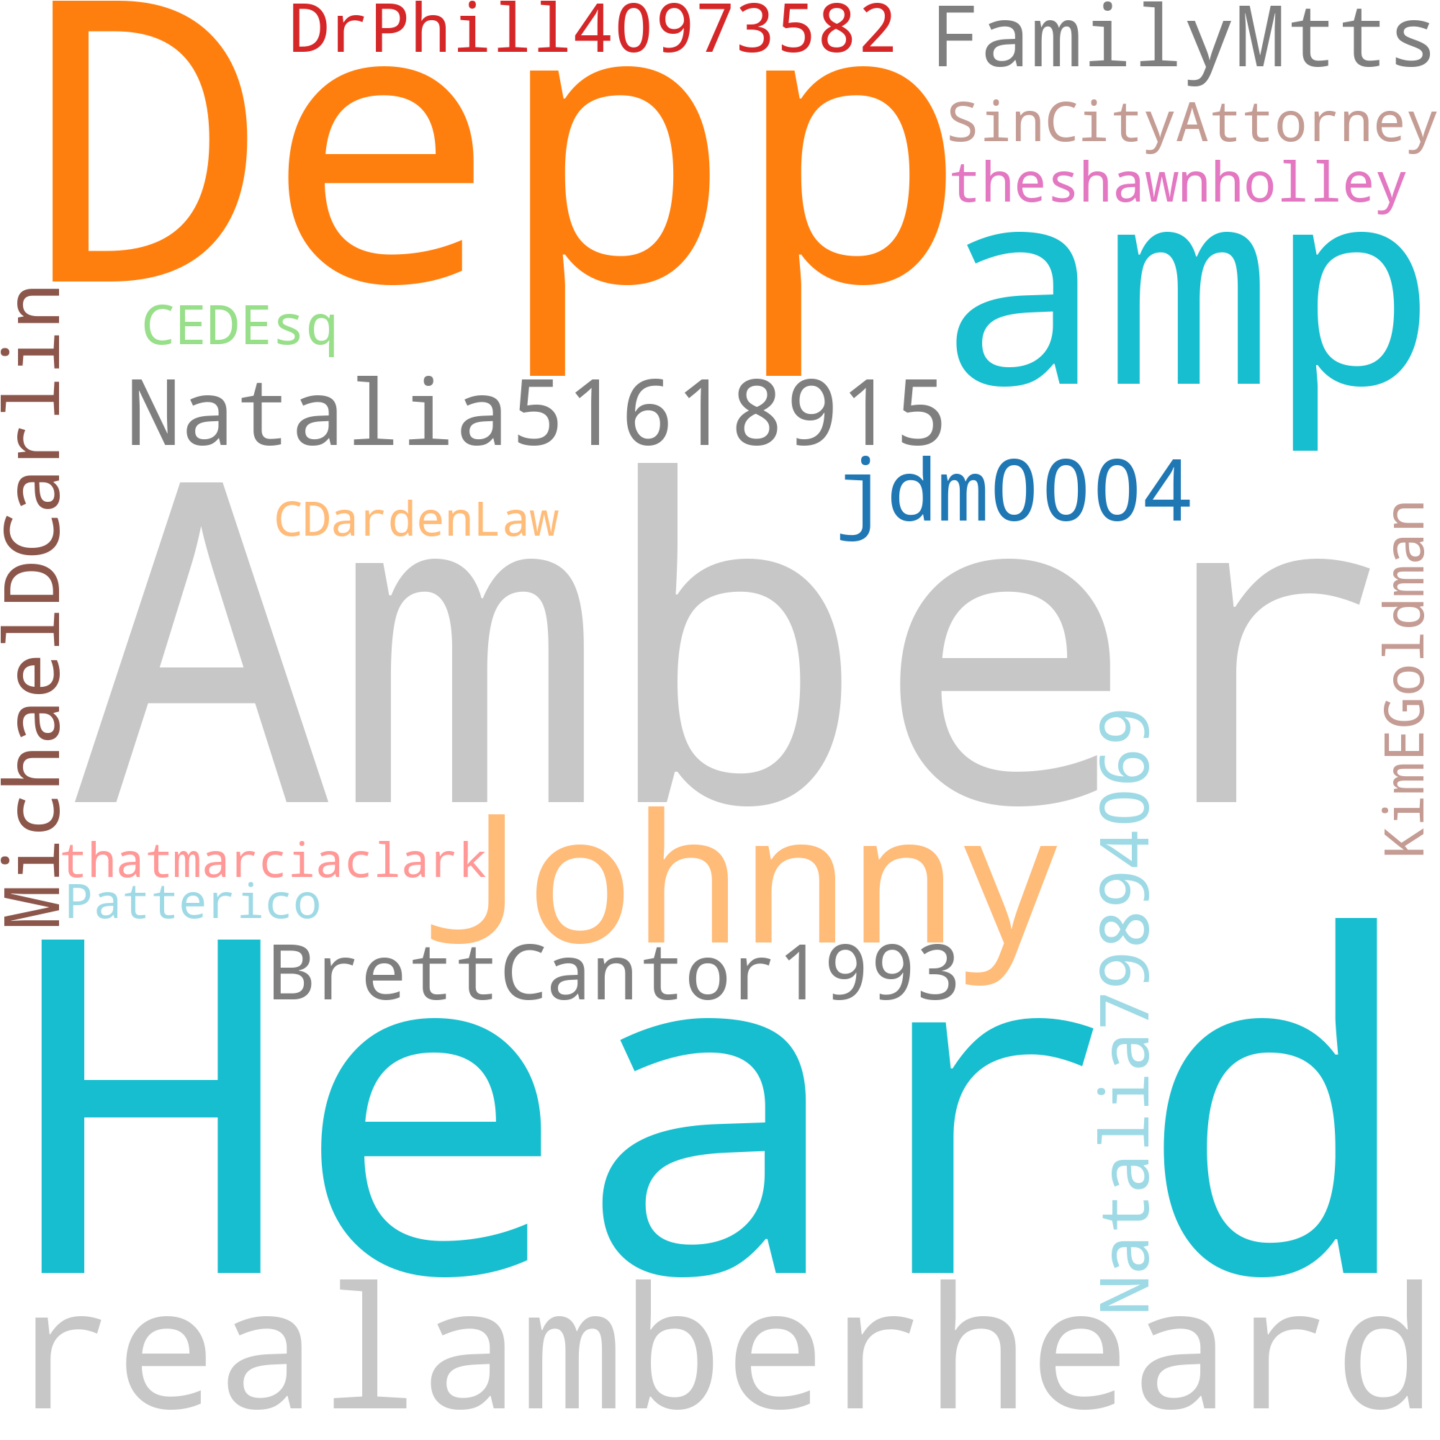 DrPhill40973582
FamilyMtts
Depp
SinCityAttorney
theshawnholley
amp
CEDEsq
MichaelDCarlin
Natalia51618915
jdm0004
CDardenLaw
Amber
KimEGoldman
Natalia79894069
Johnny
thatmarciaclark
Patterico
BrettCantor1993
Heard
realamberheard